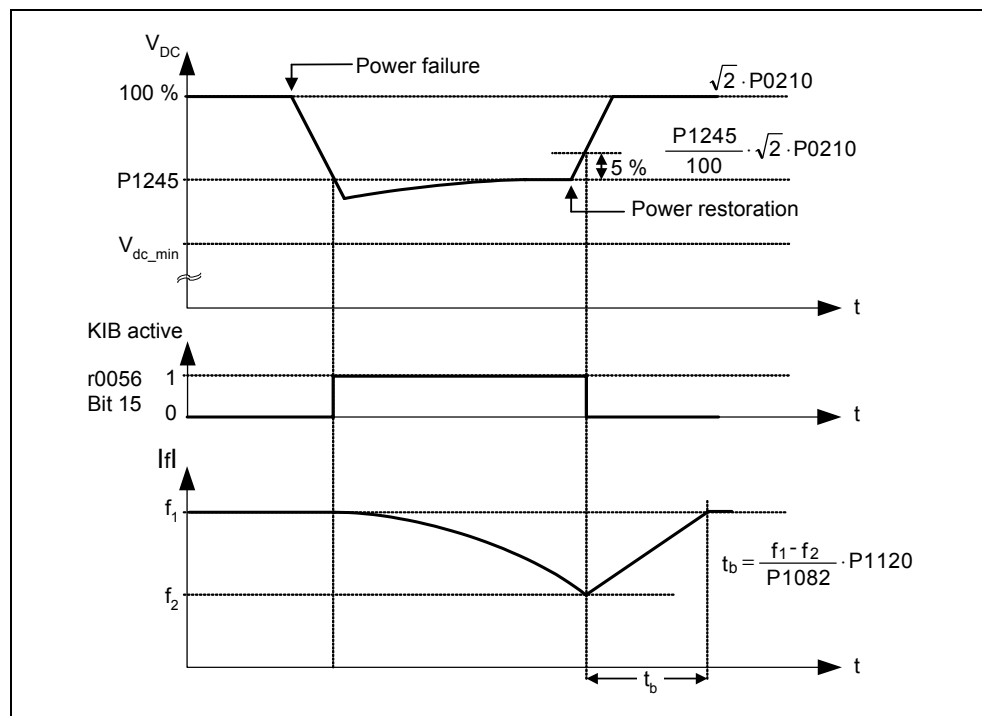 V_DC
Power failure
100 %
√2 · P0210
P1245/100 · √2 · P0210
5 %
P1245
Power restoration
V_dc_min
t
KIB active
r0056
Bit 15
1
0
t
|f|
f₁
t_b = (f₁ - f₂)/P1082 · P1120
f₂
t
t_b